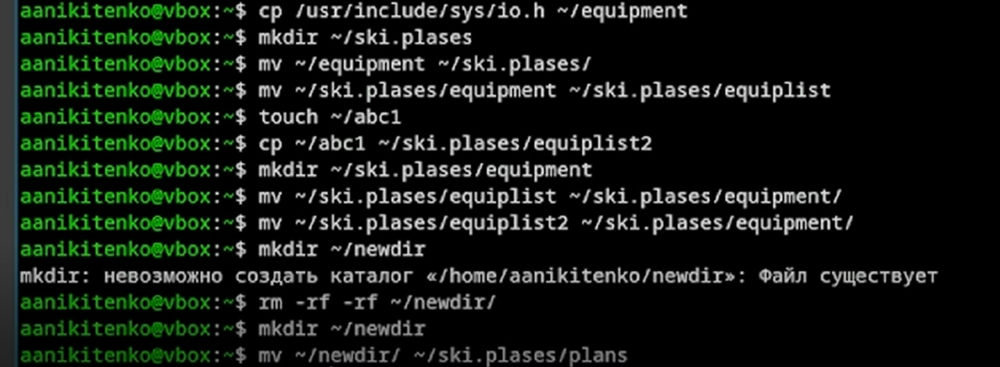 aanikitenko@vbox:~$ cp /usr/include/sys/io.h ~/equipment
aanikitenko@vbox:~$ mkdir ~/ski.plases
aanikitenko@vbox:~$ mv ~/equipment ~/ski.plases/
aanikitenko@vbox:~$ mv ~/ski.plases/equipment ~/ski.plases/equiplist
aanikitenko@vbox:~$ touch ~/abc1
aanikitenko@vbox:~$ cp ~/abc1 ~/ski.plases/equiplist2
aanikitenko@vbox:~$ mkdir ~/ski.plases/equipment
aanikitenko@vbox:~$ mv ~/ski.plases/equiplist ~/ski.plases/equipment/
aanikitenko@vbox:~$ mv ~/ski.plases/equiplist2 ~/ski.plases/equipment/
aanikitenko@vbox:~$ mkdir ~/newdir
mkdir: невозможно создать каталог «/home/aanikitenko/newdir»: Файл существует
aanikitenko@vbox:~$ rm -rf -rf ~/newdir/
aanikitenko@vbox:~$ mkdir ~/newdir
aanikitenko@vbox:~$ mv ~/newdir/ ~/ski.plases/plans